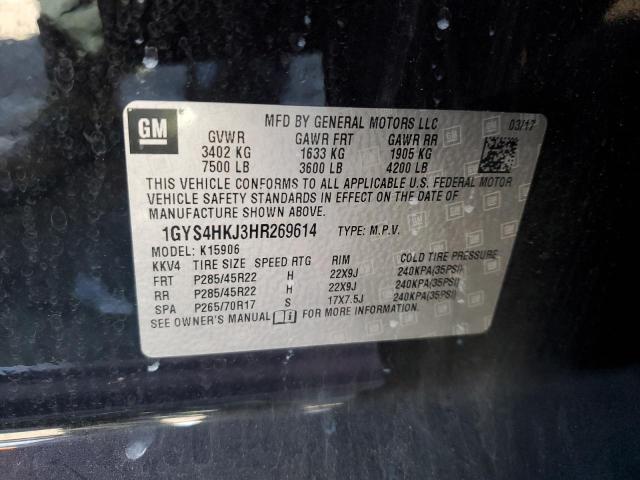 GM
MFD BY GENERAL MOTORS LLC 03/17
GVWR GAWR FRT GAWR RR
3402 KG 1633 KG 1905 KG
7500 LB 3600 LB 4200 LB
THIS VEHICLE CONFORMS TO ALL APPLICABLE U.S. FEDERAL MOTOR
VEHICLE SAFETY STANDARDS IN EFFECT ON THE DATE OF
MANUFACTURE SHOWN ABOVE.
1GYS4HKJ3HR269614 TYPE: M.P.V.
MODEL: K15906
KKV4 TIRE SIZE SPEED RTG RIM COLD TIRE PRESSURE
FRT P285/45R22 H 22X9J 240KPA(35PSI)
RR P285/45R22 H 22X9J 240KPA(35PSI)
SPA P265/70R17 S 17X7.5J 240KPA(35PSI)
SEE OWNER'S MANUAL FOR MORE INFORMATION.